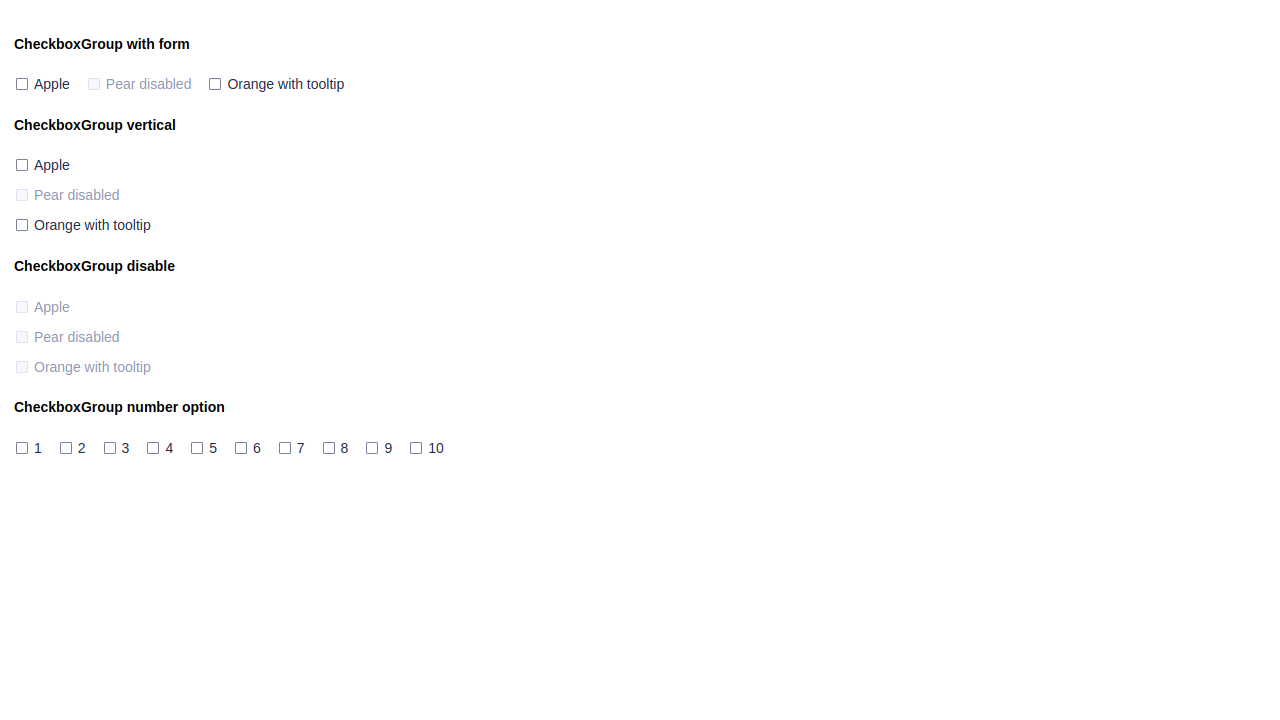 CheckboxGroup with form
Apple Pear disabled Orange with tooltip
CheckboxGroup vertical
Apple
Pear disabled
Orange with tooltip
CheckboxGroup disable
Apple
Pear disabled
Orange with tooltip
CheckboxGroup number option
1 2 3 4 5 6 7 8 9 10